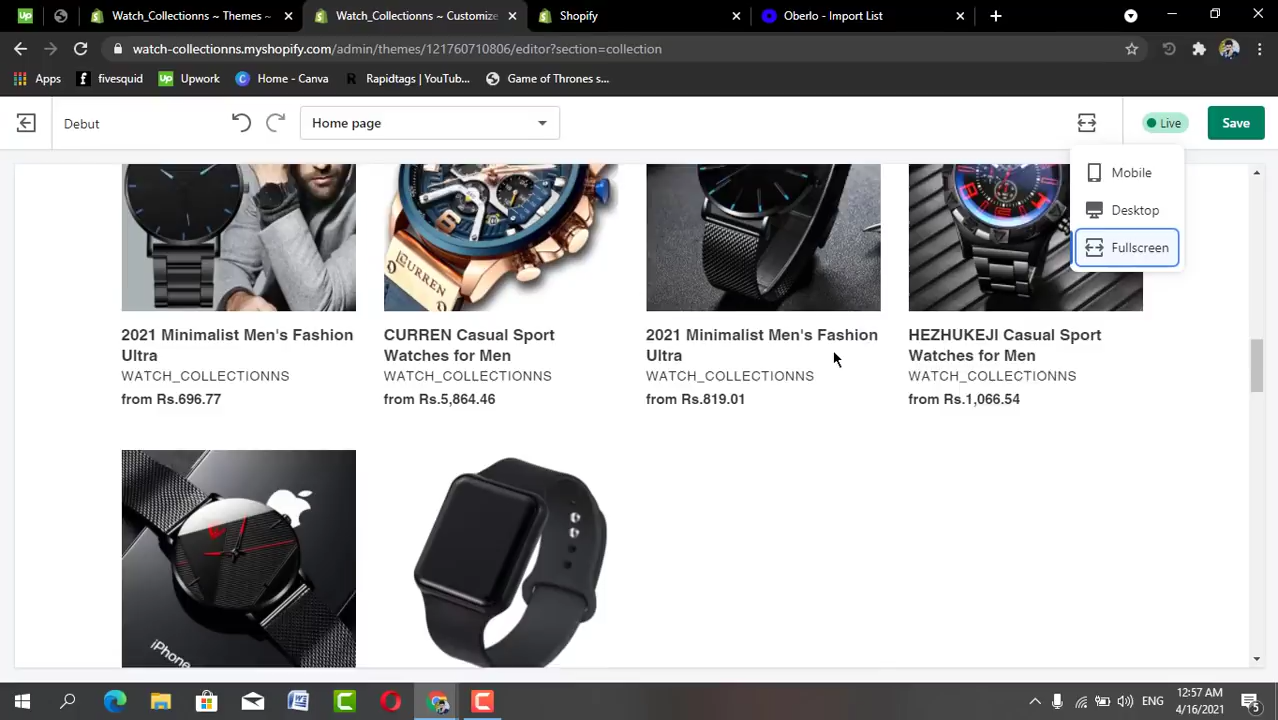 Watch_Collectionns ~ Themes ~
Watch_Collectionns ~ Customize
Shopify
Oberlo - Import List
watch-collectionns.myshopify.com/admin/themes/121760710806/editor?section=collection
Apps
fivesquid
Up
Upwork
Home - Canva
Rapidtags | YouTub...
Game of Thrones s...
Debut
Home page
Live
Save
Mobile
Desktop
Fullscreen
CURREN
2021 Minimalist Men's Fashion
Ultra
WATCH_COLLECTIONNS
from Rs.696.77
CURREN Casual Sport
Watches for Men
WATCH_COLLECTIONNS
from Rs.5,864.46
2021 Minimalist Men's Fashion
Ultra
WATCH_COLLECTIONNS
from Rs.819.01
HEZHUKEJI Casual Sport
Watches for Men
WATCH_COLLECTIONNS
from Rs.1,066.54
iPhone
ENG
12:57 AM
4/16/2021
5